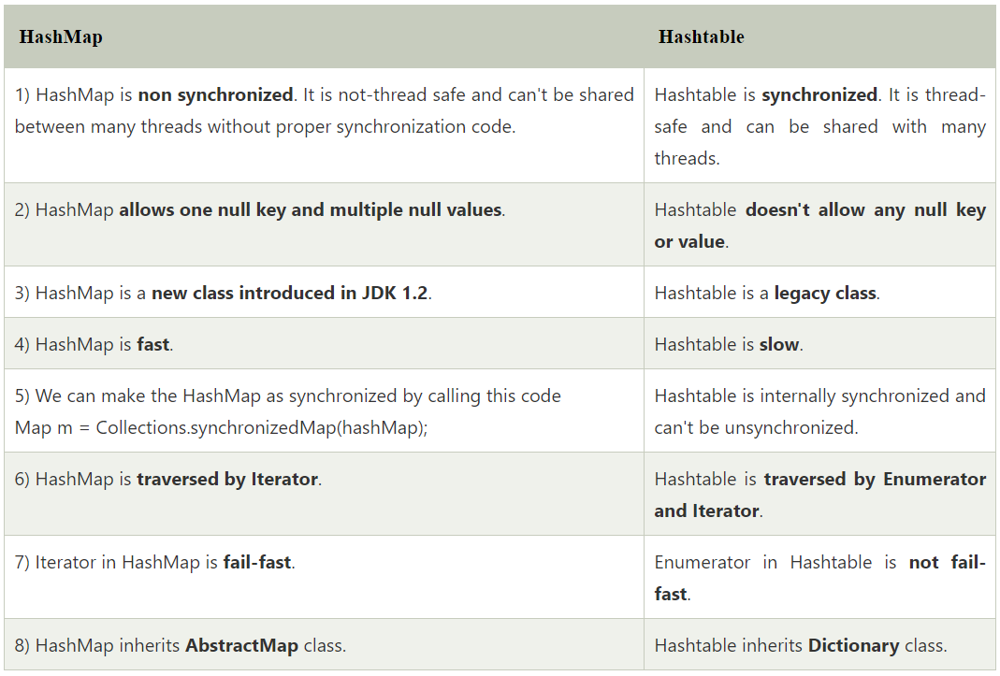 HashMap
Hashtable
1) HashMap is non synchronized. It is not-thread safe and can't be shared
between many threads without proper synchronization code.
Hashtable is synchronized. It is thread-
safe and can be shared with many
threads.
2) HashMap allows one null key and multiple null values.
Hashtable doesn't allow any null key
or value.
3) HashMap is a new class introduced in JDK 1.2.
Hashtable is a legacy class.
4) HashMap is fast.
Hashtable is slow.
5) We can make the HashMap as synchronized by calling this code
Map m = Collections.synchronizedMap(hashMap);
Hashtable is internally synchronized and
can't be unsynchronized.
6) HashMap is traversed by Iterator.
Hashtable is traversed by Enumerator
and Iterator.
7) Iterator in HashMap is fail-fast.
Enumerator in Hashtable is not fail-
fast.
8) HashMap inherits AbstractMap class.
Hashtable inherits Dictionary class.